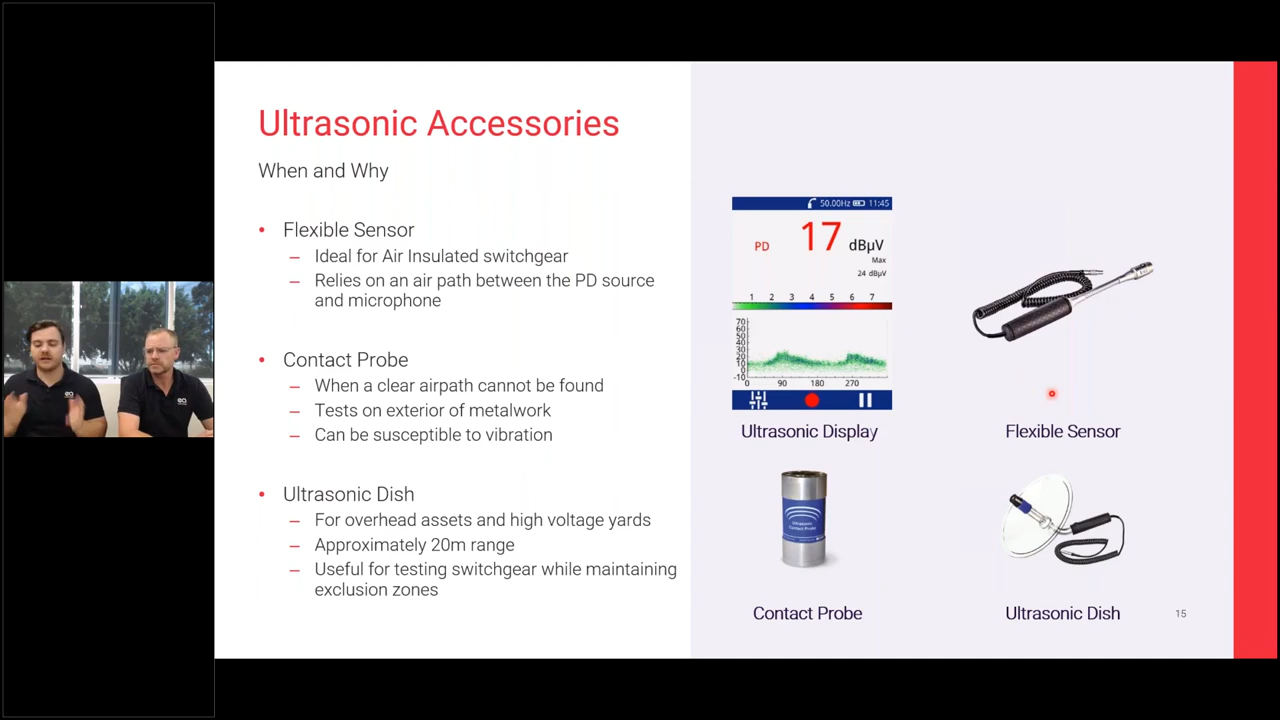 Ultrasonic Accessories
When and Why
• Flexible Sensor
– Ideal for Air Insulated switchgear
– Relies on an air path between the PD source
and microphone
• Contact Probe
– When a clear airpath cannot be found
– Tests on exterior of metalwork
– Can be susceptible to vibration
• Ultrasonic Dish
– For overhead assets and high voltage yards
– Approximately 20m range
– Useful for testing switchgear while maintaining
exclusion zones
50.00Hz 11:45
PD 17 dBµV
Max
24 dBµV
1 2 3 4 5 6 7
70
60
50
40
30
20
10
0
-10
0 90 180 270
Ultrasonic Display
Flexible Sensor
Ultrasonic
Contact Probe
Contact Probe
Ultrasonic Dish
15
ea
ea